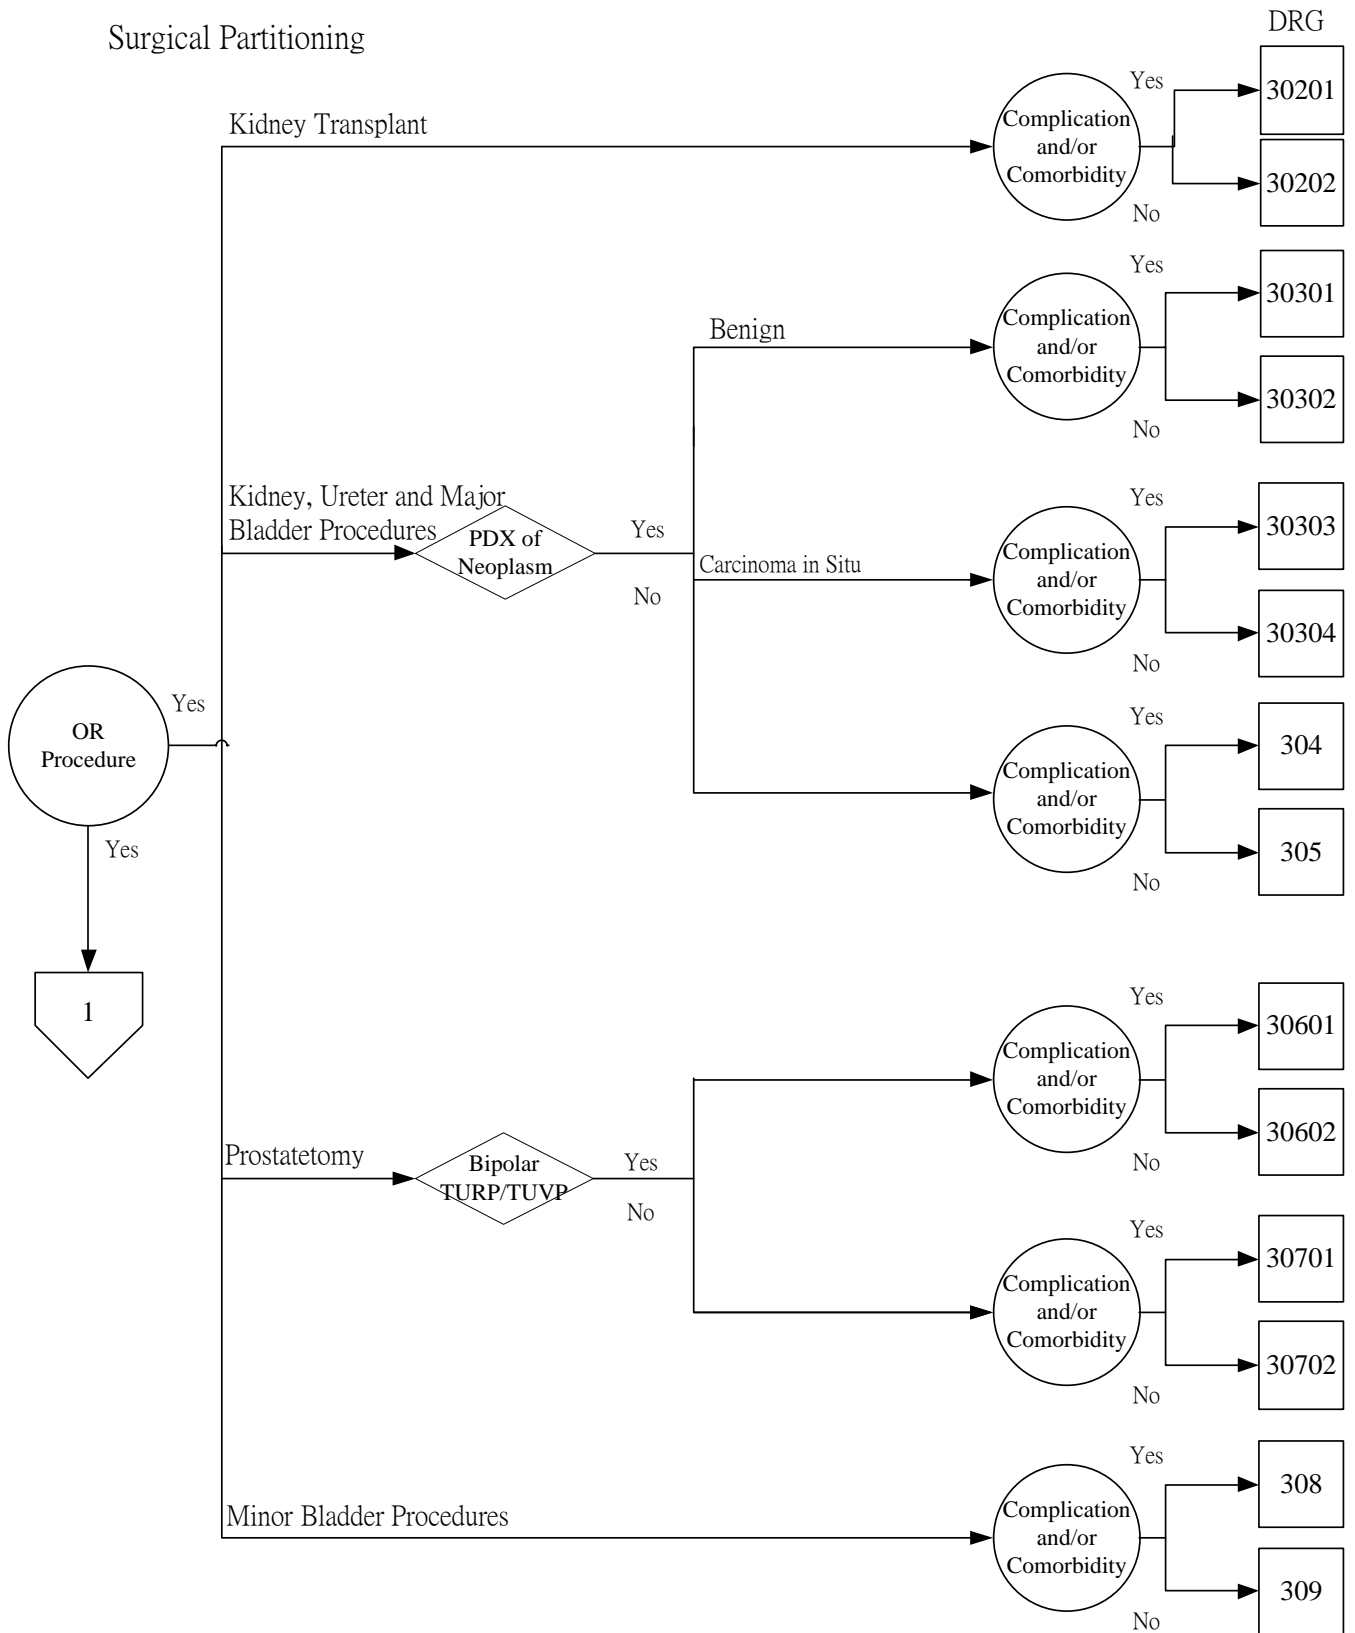 DRG
Surgical Partitioning
Yes
30201
Kidney Transplant
Complication
and/or
Comorbidity
30202
No
Yes
30301
Benign
Complication
and/or
Comorbidity
30302
No
Kidney, Ureter and Major
Bladder Procedures
PDX of
Neoplasm
Yes
No
Carcinoma in Situ
Yes
30303
Complication
and/or
Comorbidity
30304
No
OR
Procedure
Yes
Yes
304
Complication
and/or
Comorbidity
305
No
Yes
1
Yes
30601
Complication
and/or
Comorbidity
30602
No
Prostatetomy
Bipolar
TURP/TUVP
Yes
No
Yes
30701
Complication
and/or
Comorbidity
30702
No
Minor Bladder Procedures
Yes
308
Complication
and/or
Comorbidity
309
No